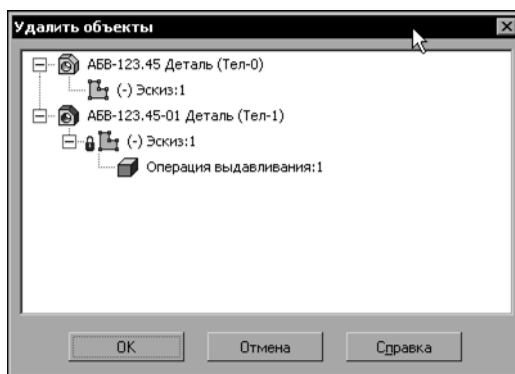 Удалить объекты
АБВ-123.45 Деталь (Тел-0)
(-) Эскиз:1
АБВ-123.45-01 Деталь (Тел-1)
(-) Эскиз:1
Операция выдавливания:1
OK
Отмена
Справка